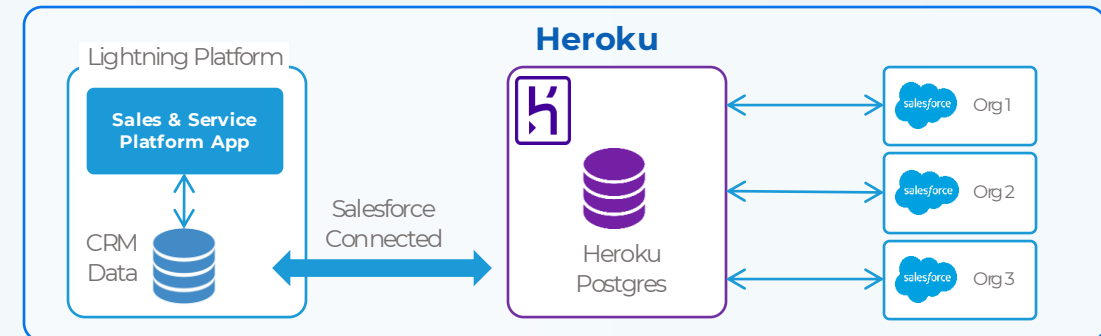 Heroku
Lightning Platform
Sales & Service
Platform App
CRM
Data
Salesforce
Connected
Heroku
Postgres
salesforce
Org 1
salesforce
Org 2
salesforce
Org 3